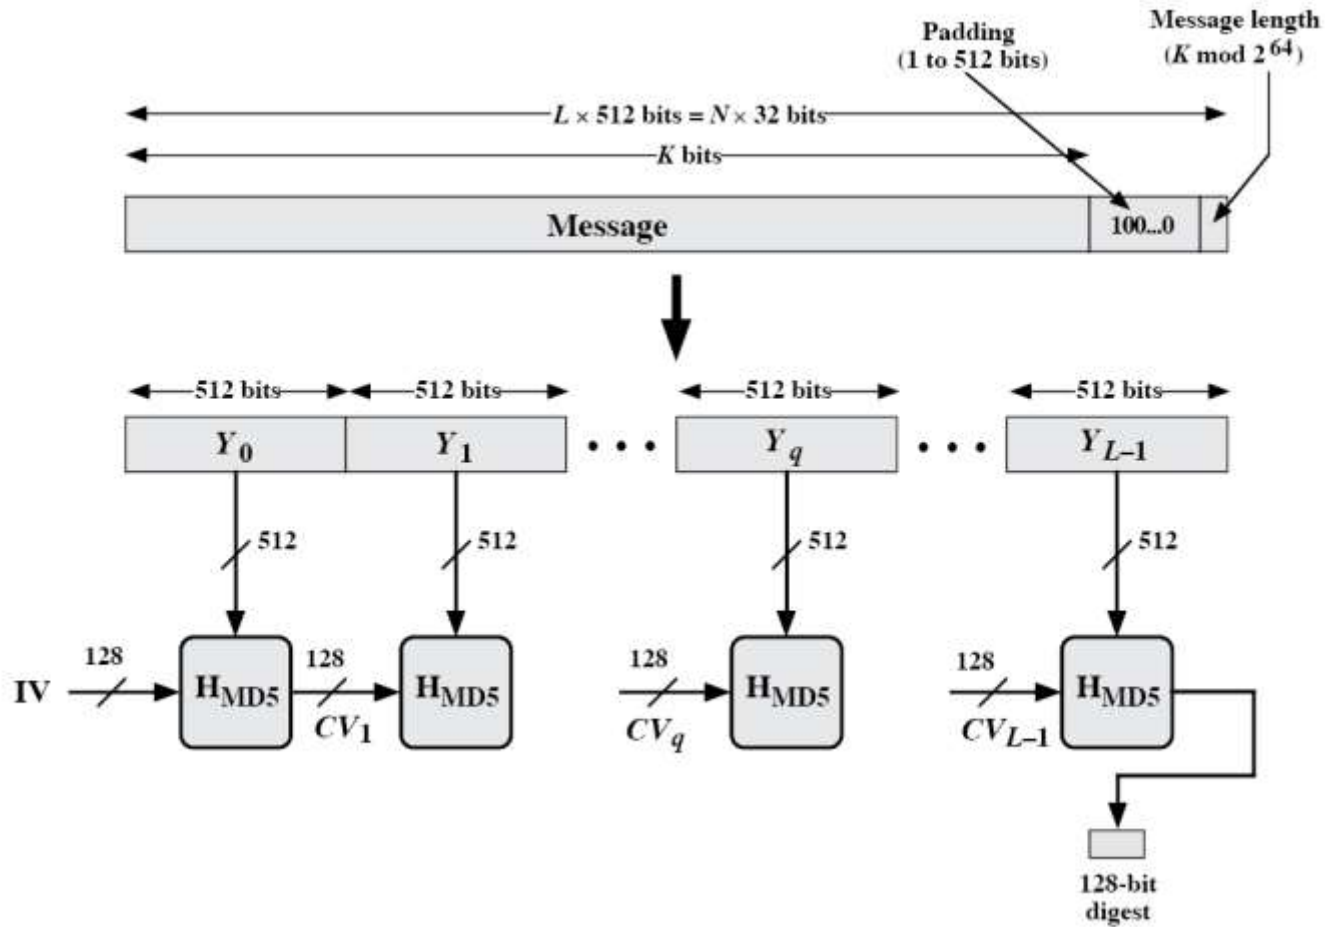 Padding
(1 to 512 bits)
Message length
(K mod 2^64)
L × 512 bits = N × 32 bits
K bits
Message
100...0
512 bits
512 bits
512 bits
512 bits
Y0
Y1
• • •
Yq
• • •
YL–1
512
512
512
512
IV
128
HMD5
128
CV1
HMD5
128
CVq
HMD5
128
CVL–1
HMD5
128-bit
digest